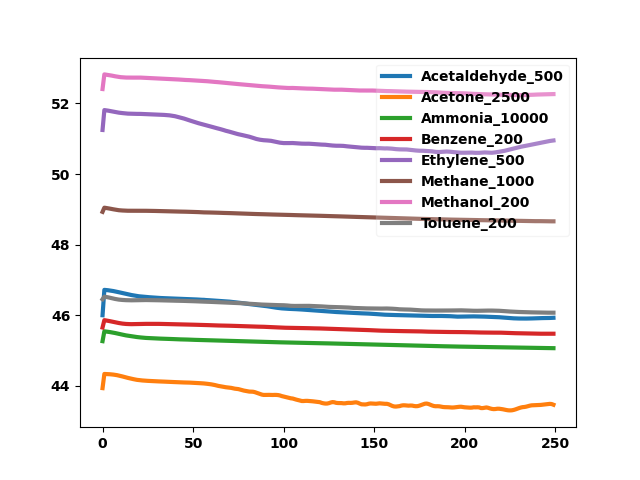 52
50
48
46
44
0
50
100
150
200
250
Acetaldehyde_500
Acetone_2500
Ammonia_10000
Benzene_200
Ethylene_500
Methane_1000
Methanol_200
Toluene_200